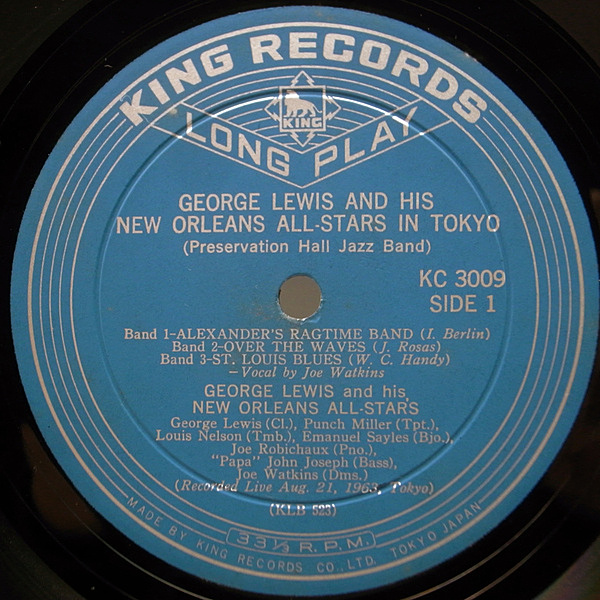 KING RECORDS
KING
LONG PLAY
GEORGE LEWIS AND HIS
NEW ORLEANS ALL-STARS IN TOKYO
(Preservation Hall Jazz Band)
KC 3009
SIDE 1
Band 1-ALEXANDER'S RAGTIME BAND (I. Berlin)
Band 2-OVER THE WAVES (J. Rosas)
Band 3-ST. LOUIS BLUES (W. C. Handy)
-Vocal by Joe Watkins
GEORGE LEWIS and his
NEW ORLEANS ALL-STARS
George Lewis (Cl.), Punch Miller (Tpt.),
Louis Nelson (Tmb.), Emanuel Sayles (Bjo.),
Joe Robichaux (Pno.),
"Papa" John Joseph (Bass),
Joe Watkins (Dms.)
(Recorded Live Aug. 21, 1963, Tokyo)
(KLB 523)
33⅓ R.P.M.
MADE BY KING RECORDS CO., LTD. TOKYO JAPAN